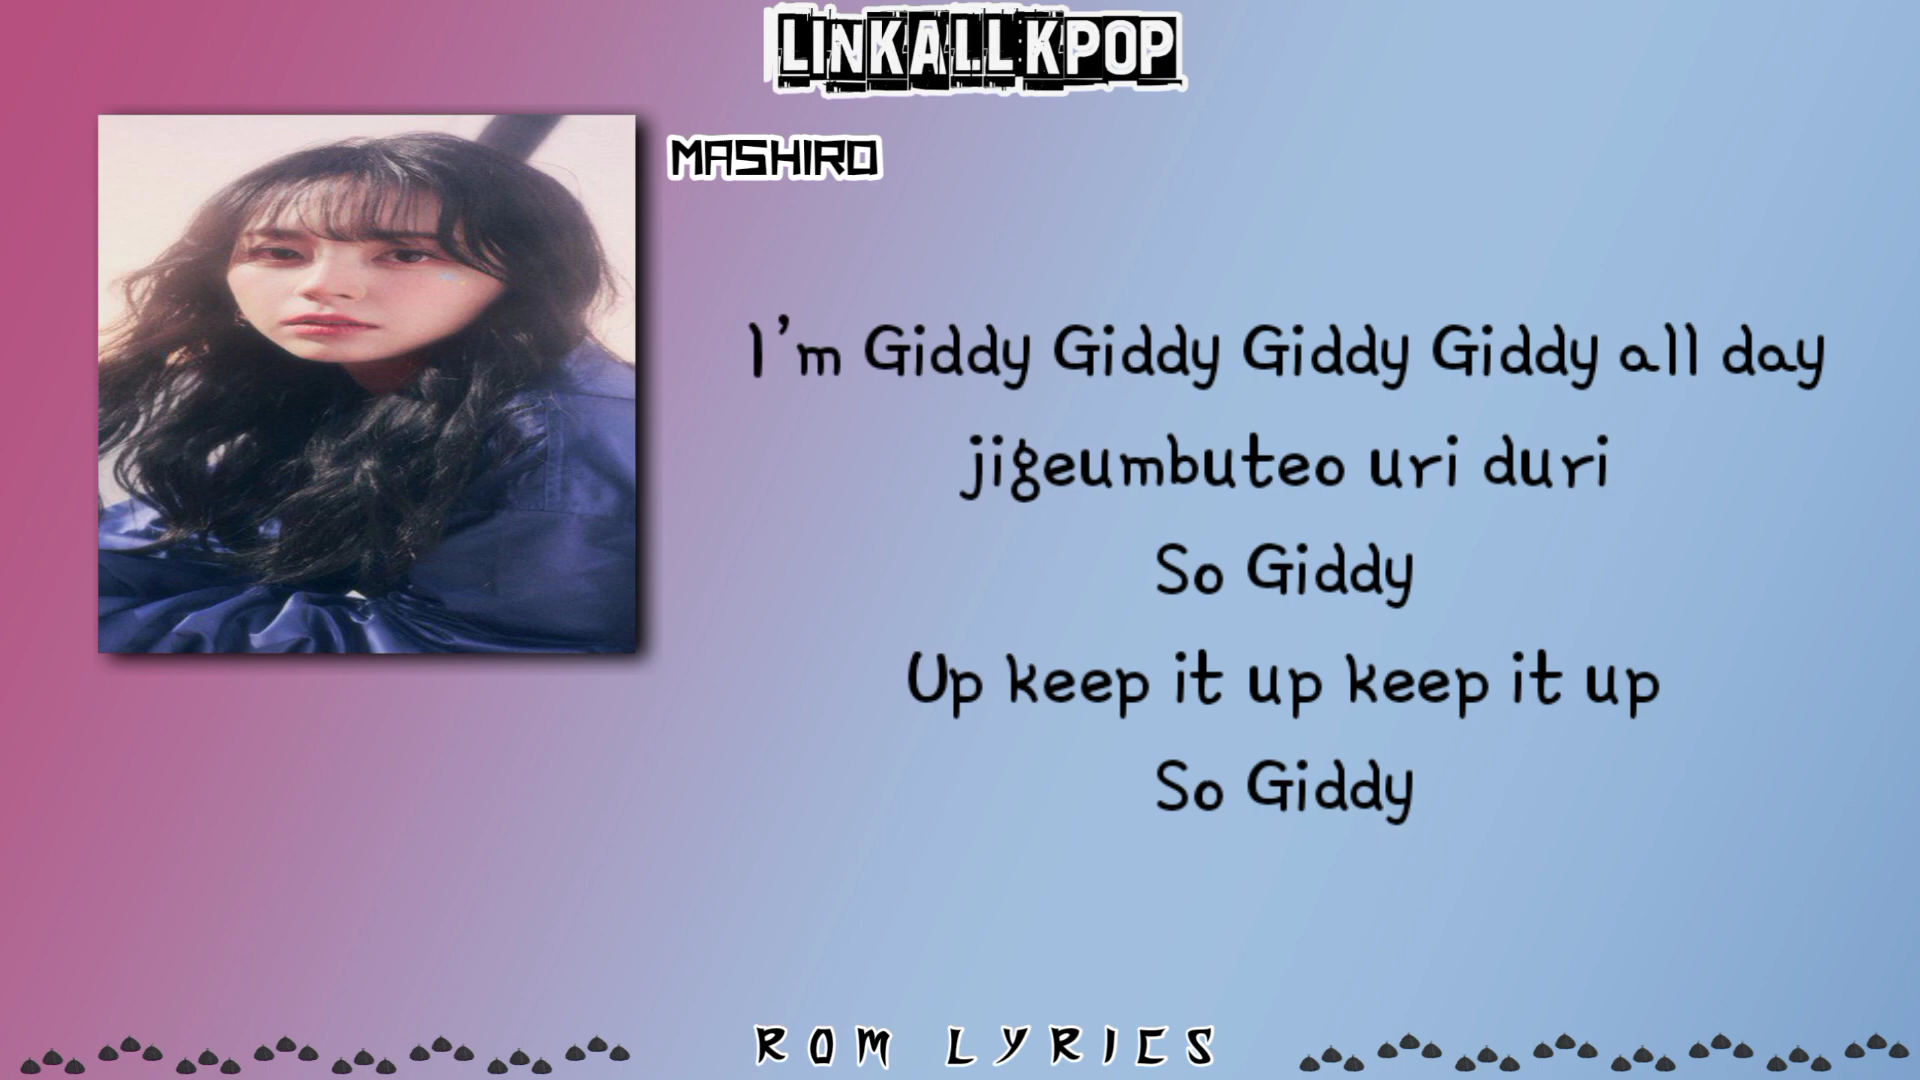 LINKALLKPOP
MASHIRO
I'm Giddy Giddy Giddy Giddy all day
jigeumbuteo uri duri
So Giddy
Up keep it up keep it up
So Giddy
ROM LYRICS